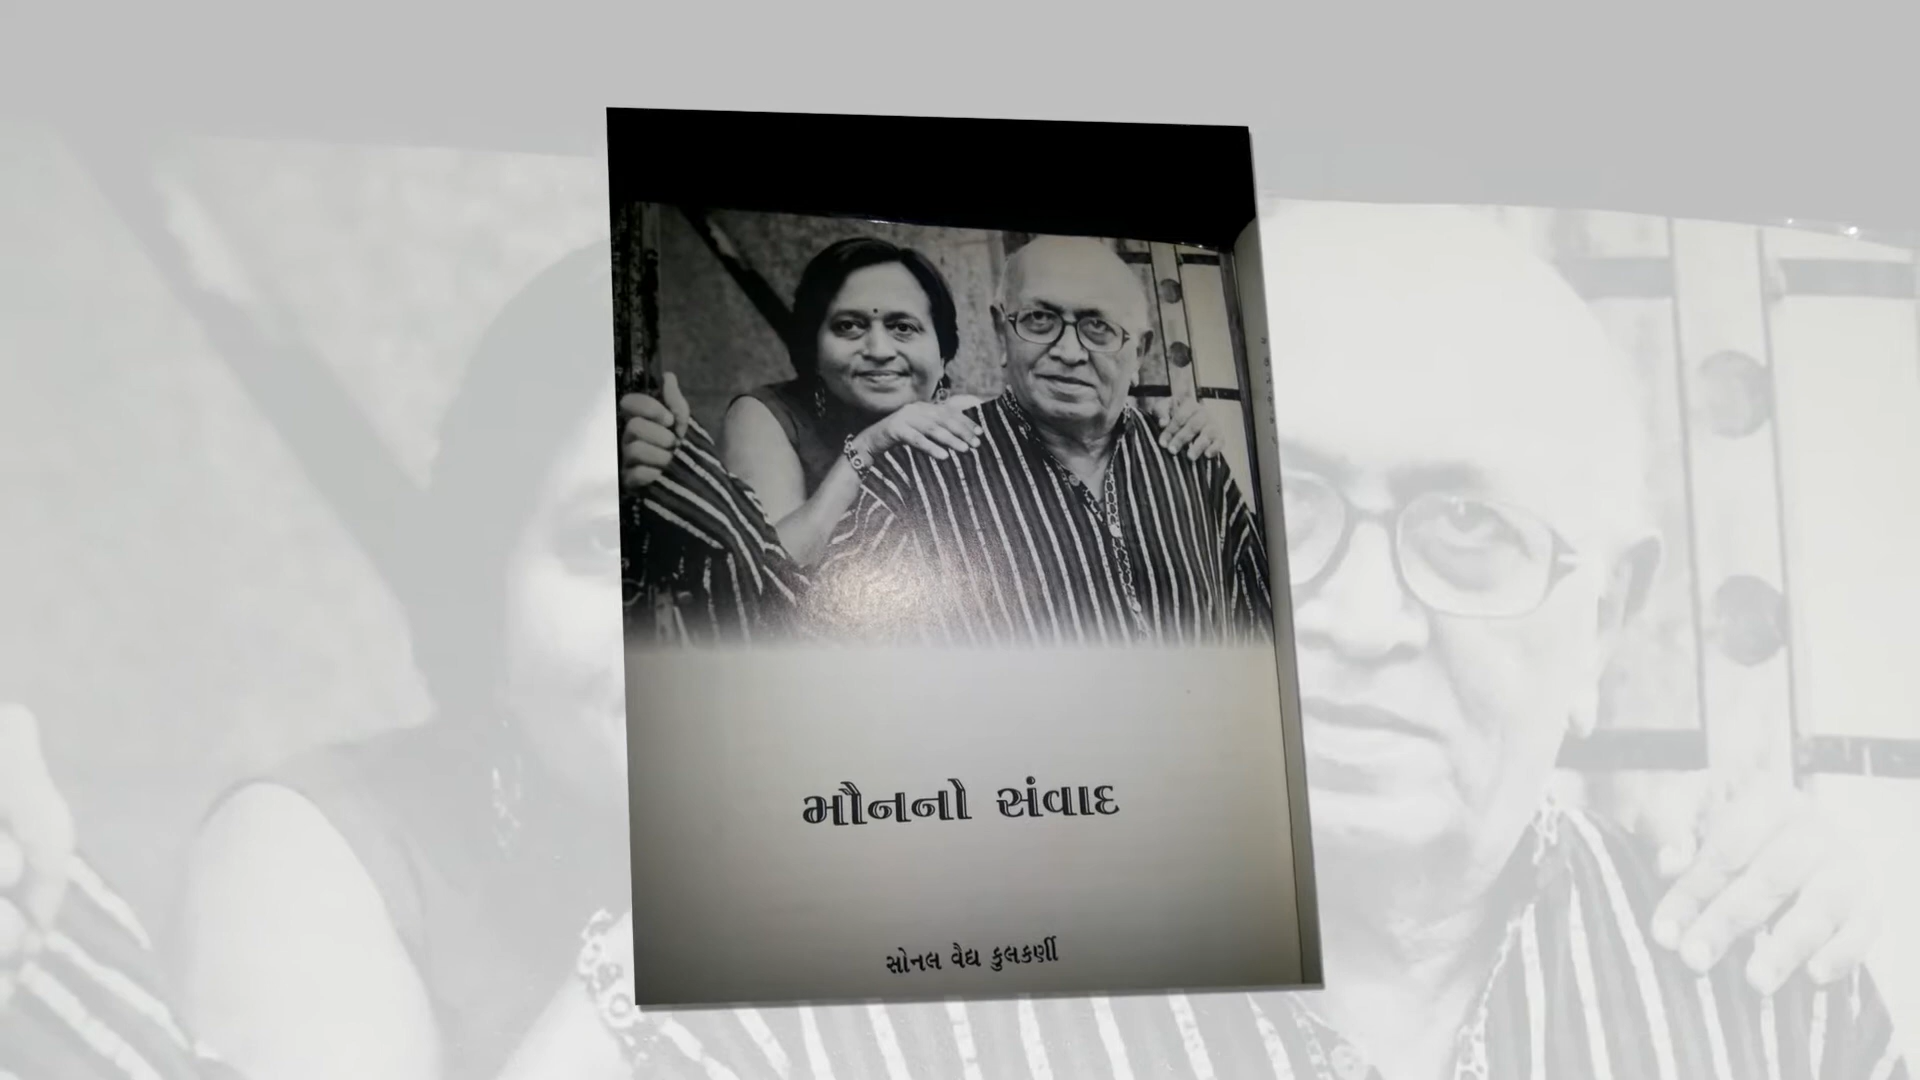 મૌનનો સંવાદ
સોનલ વૈદ્ય કુલકર્ણી